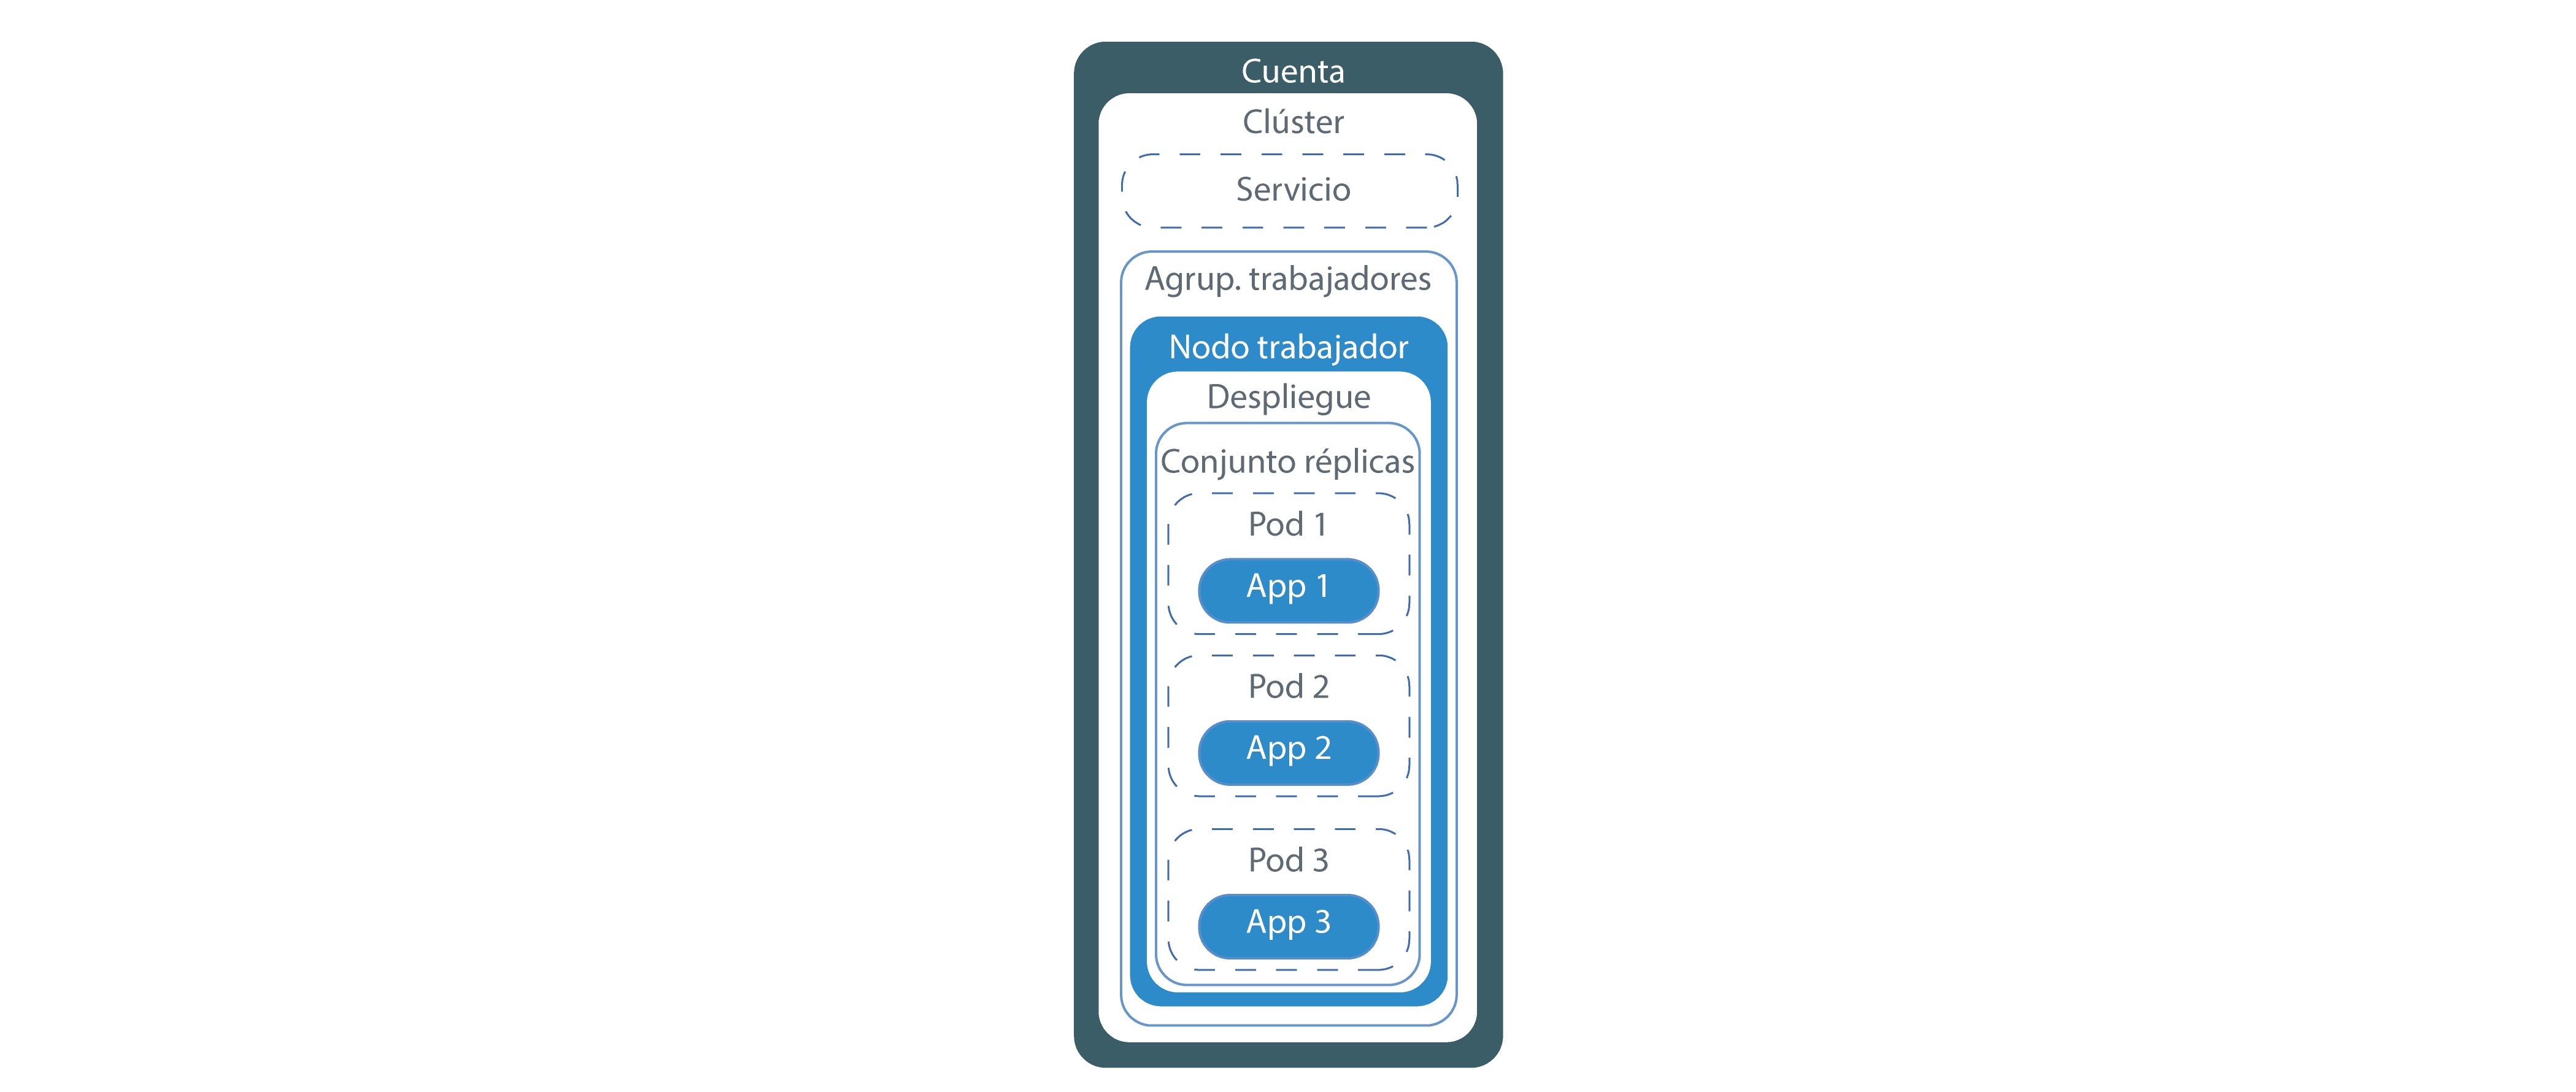 Cuenta
Clúster
Servicio
Agrup. trabajadores
Nodo trabajador
Despliegue
Conjunto réplicas
Pod 1
App 1
Pod 2
App 2
Pod 3
App 3